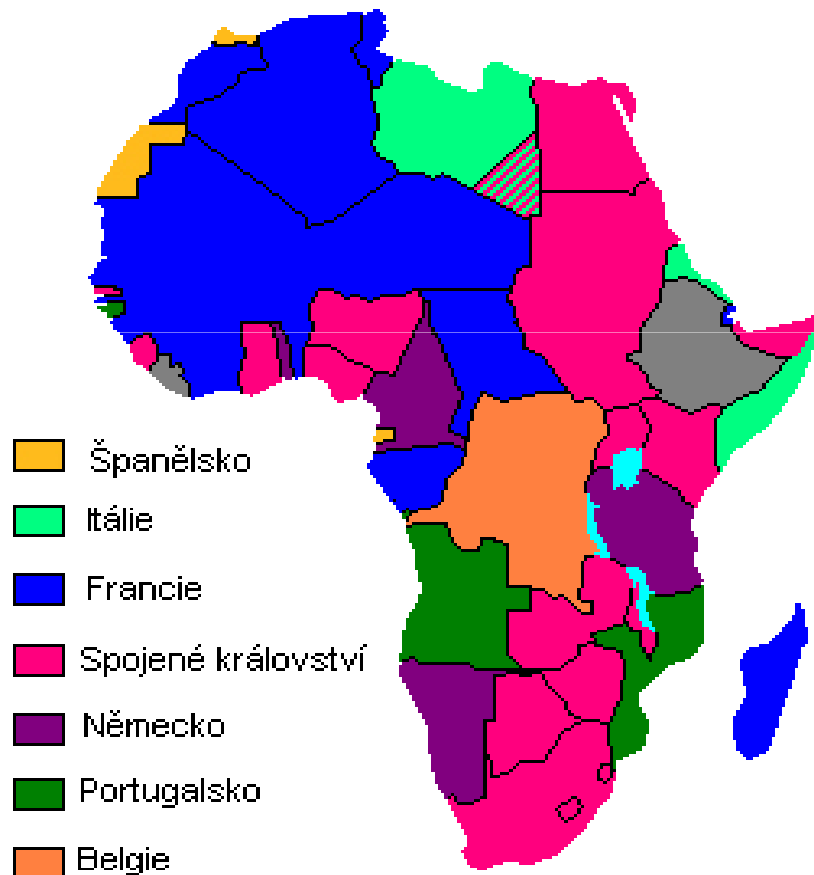 Španělsko
Itálie
Francie
Spojené království
Německo
Portugalsko
Belgie